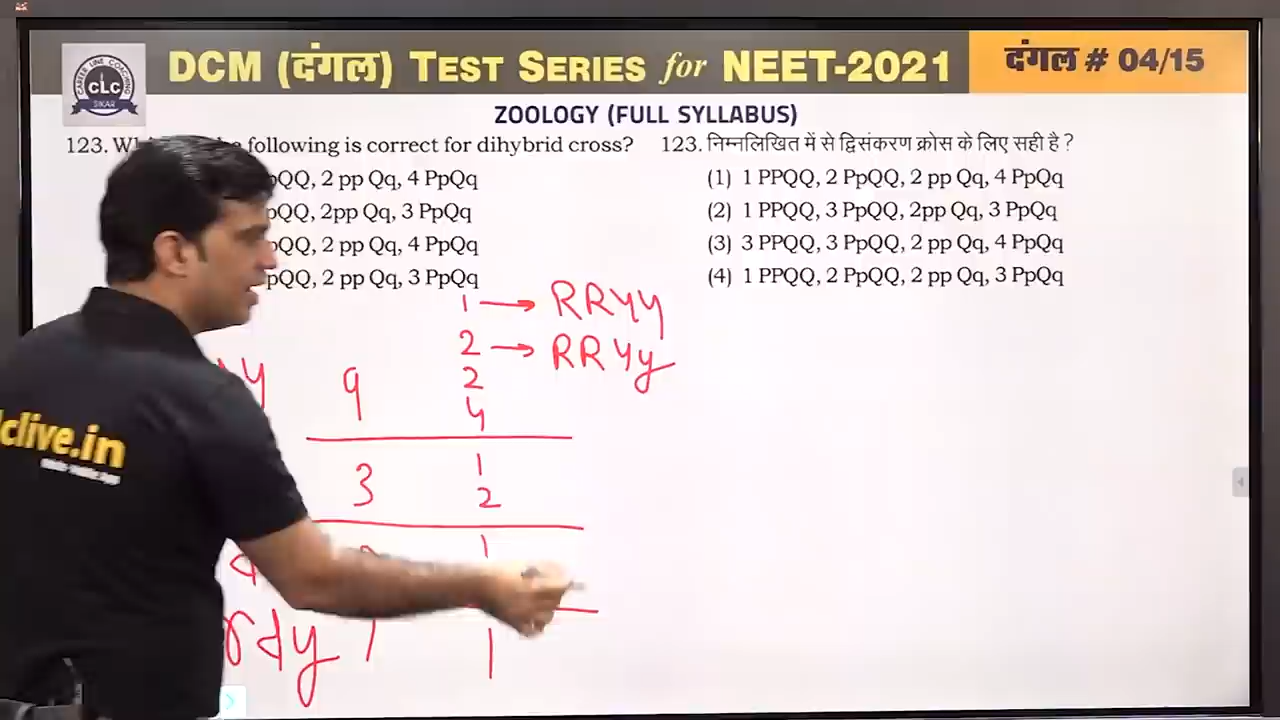 DCM (दंगल) TEST SERIES for NEET-2021
दंगल # 04/15
CAREER LINE COACHING
CLC
SIKAR
ZOOLOGY (FULL SYLLABUS)
123. following is correct for dihybrid cross?
pQQ, 2 pp Qq, 4 PpQq
pQQ, 2pp Qq, 3 PpQq
pQQ, 2 pp Qq, 4 PpQq
pQQ, 2 pp Qq, 3 PpQq
123. निम्नलिखित में से द्विसंकरण क्रोस के लिए सही है ?
(1) 1 PPQQ, 2 PpQQ, 2 pp Qq, 4 PpQq
(2) 1 PPQQ, 3 PpQQ, 2pp Qq, 3 PpQq
(3) 3 PPQQ, 3 PpQQ, 2 pp Qq, 4 PpQq
(4) 1 PPQQ, 2 PpQQ, 2 pp Qq, 3 PpQq
1 → RRYY
2 → RRYy
9 2
4
3 1
2
1
1 1
clive.in